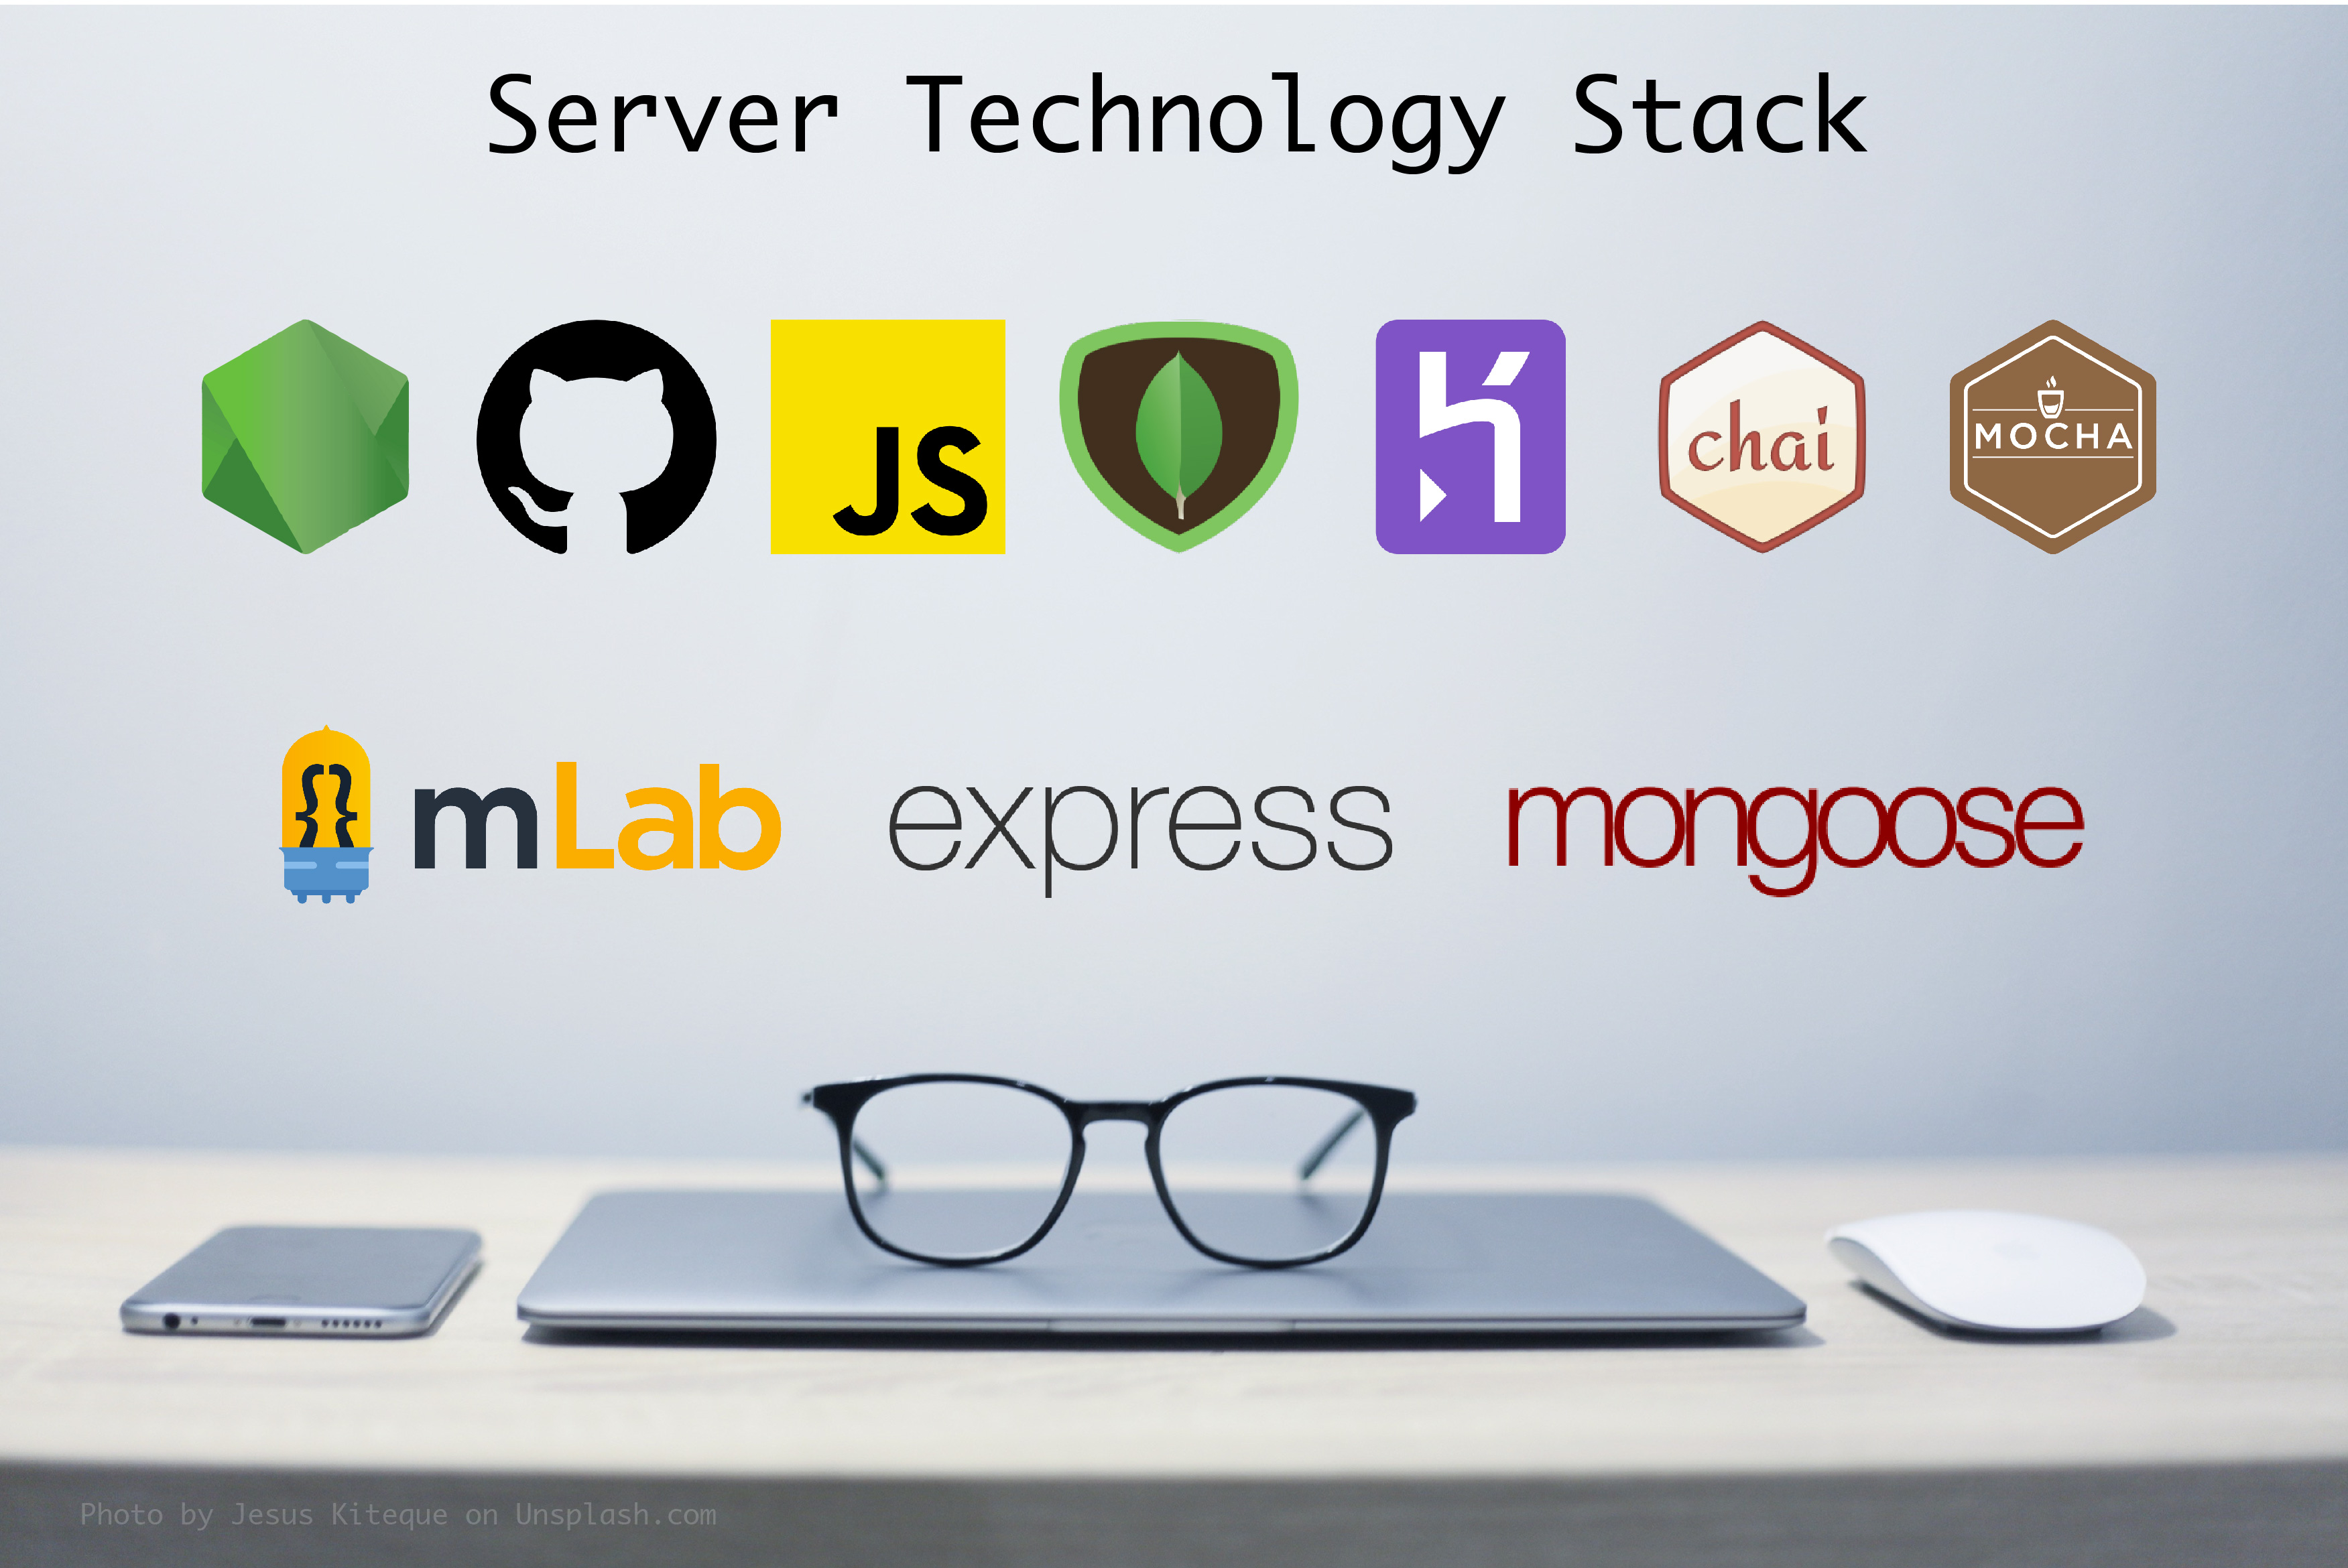 Server Technology Stack
JS
chai
MOCHA
{ }
mLab
express
mongoose
Photo by Jesus Kiteque on Unsplash.com